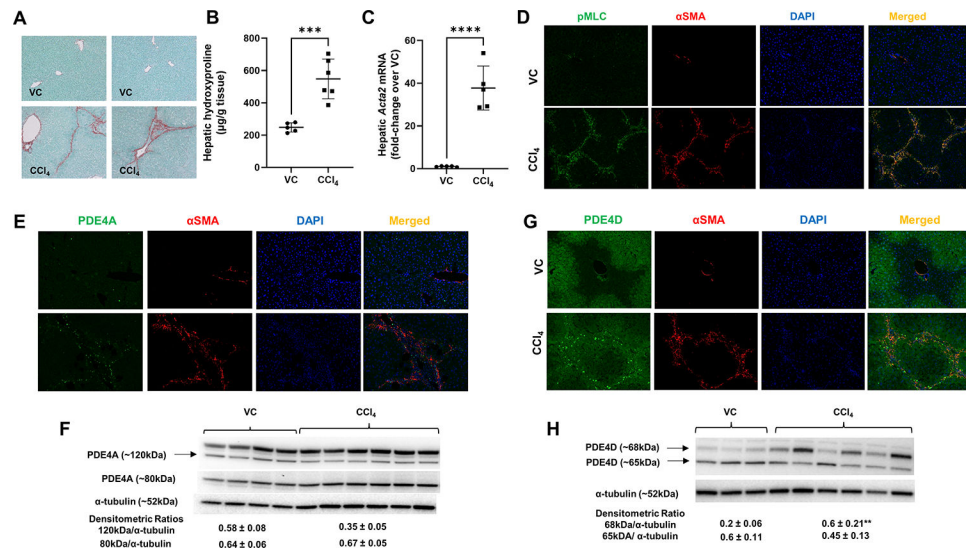 A
VC
VC
CCl4
CCl4
B
Hepatic hydroxyproline
(µg/g tissue)
800
600
400
200
0
***
VC
CCl4
C
Hepatic Acta2 mRNA
(fold-change over VC)
60
40
20
0
****
VC
CCl4
D
pMLC
αSMA
DAPI
Merged
VC
CCl4
E
PDE4A
αSMA
DAPI
Merged
G
PDE4D
αSMA
DAPI
Merged
VC
CCl4
F
VC
CCl4
PDE4A (~120kDa)
PDE4A (~80kDa)
α-tubulin (~52kDa)
Densitometric Ratios
120kDa/α-tubulin 0.58 ± 0.08 0.35 ± 0.05
80kDa/α-tubulin 0.64 ± 0.06 0.67 ± 0.05
H
VC
CCl4
PDE4D (~68kDa)
PDE4D (~65kDa)
α-tubulin (~52kDa)
Densitometric Ratio
68kDa/α-tubulin 0.2 ± 0.06 0.6 ± 0.21**
65kDA/ α-tubulin 0.6 ± 0.11 0.45 ± 0.13